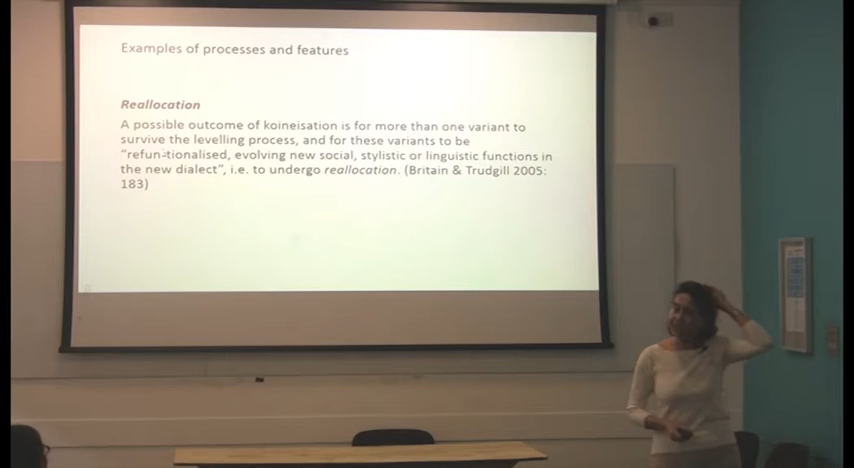 Examples of processes and features
Reallocation
A possible outcome of koineisation is for more than one variant to
survive the levelling process, and for these variants to be
“refunctionalised, evolving new social, stylistic or linguistic functions in
the new dialect”, i.e. to undergo reallocation. (Britain & Trudgill 2005:
183)